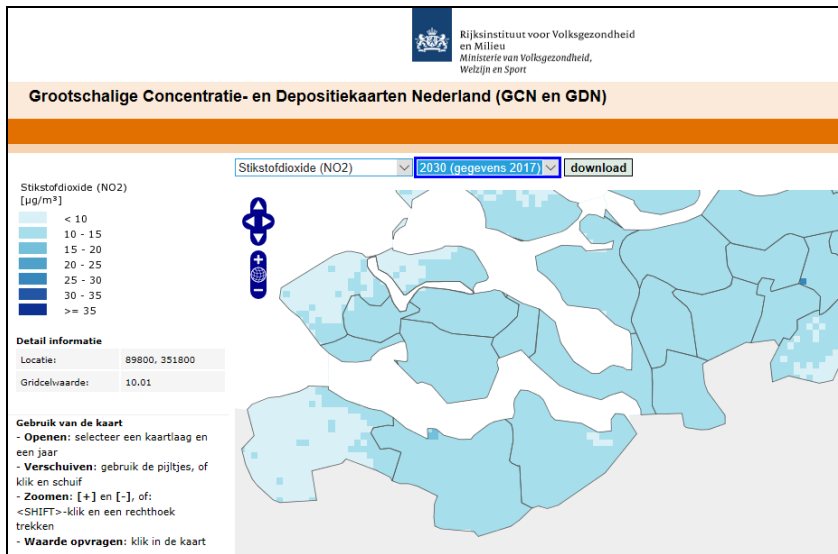 Rijksinstituut voor Volksgezondheid
en Milieu
Ministerie van Volksgezondheid,
Welzijn en Sport
Grootschalige Concentratie- en Depositiekaarten Nederland (GCN en GDN)
Stikstofdioxide (NO2) 2030 (gegevens 2017) download
Stikstofdioxide (NO2)
[µg/m³]
< 10
10 - 15
15 - 20
20 - 25
25 - 30
30 - 35
>= 35
Detail informatie
Locatie: 89800, 351800
Gridcelwaarde: 10.01
Gebruik van de kaart
- Openen: selecteer een kaartlaag en
een jaar
- Verschuiven: gebruik de pijltjes, of
klik en schuif
- Zoomen: [+] en [-], of:
<SHIFT>-klik en een rechthoek
trekken
- Waarde opvragen: klik in de kaart